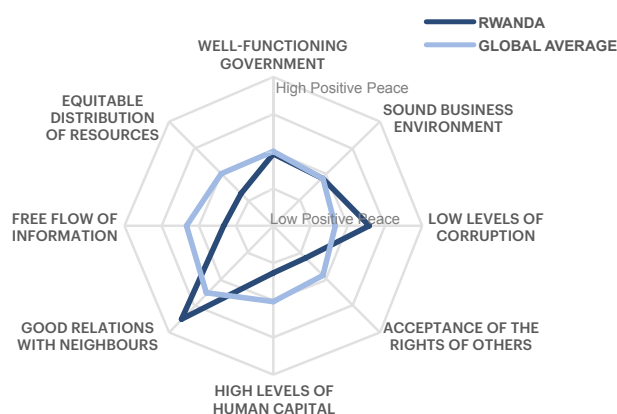 RWANDA
GLOBAL AVERAGE
WELL-FUNCTIONING
GOVERNMENT
High Positive Peace
EQUITABLE
DISTRIBUTION
OF RESOURCES
SOUND BUSINESS
ENVIRONMENT
FREE FLOW OF
INFORMATION
Low Positive Peace
LOW LEVELS OF
CORRUPTION
GOOD RELATIONS
WITH NEIGHBOURS
ACCEPTANCE OF THE
RIGHTS OF OTHERS
HIGH LEVELS OF
HUMAN CAPITAL